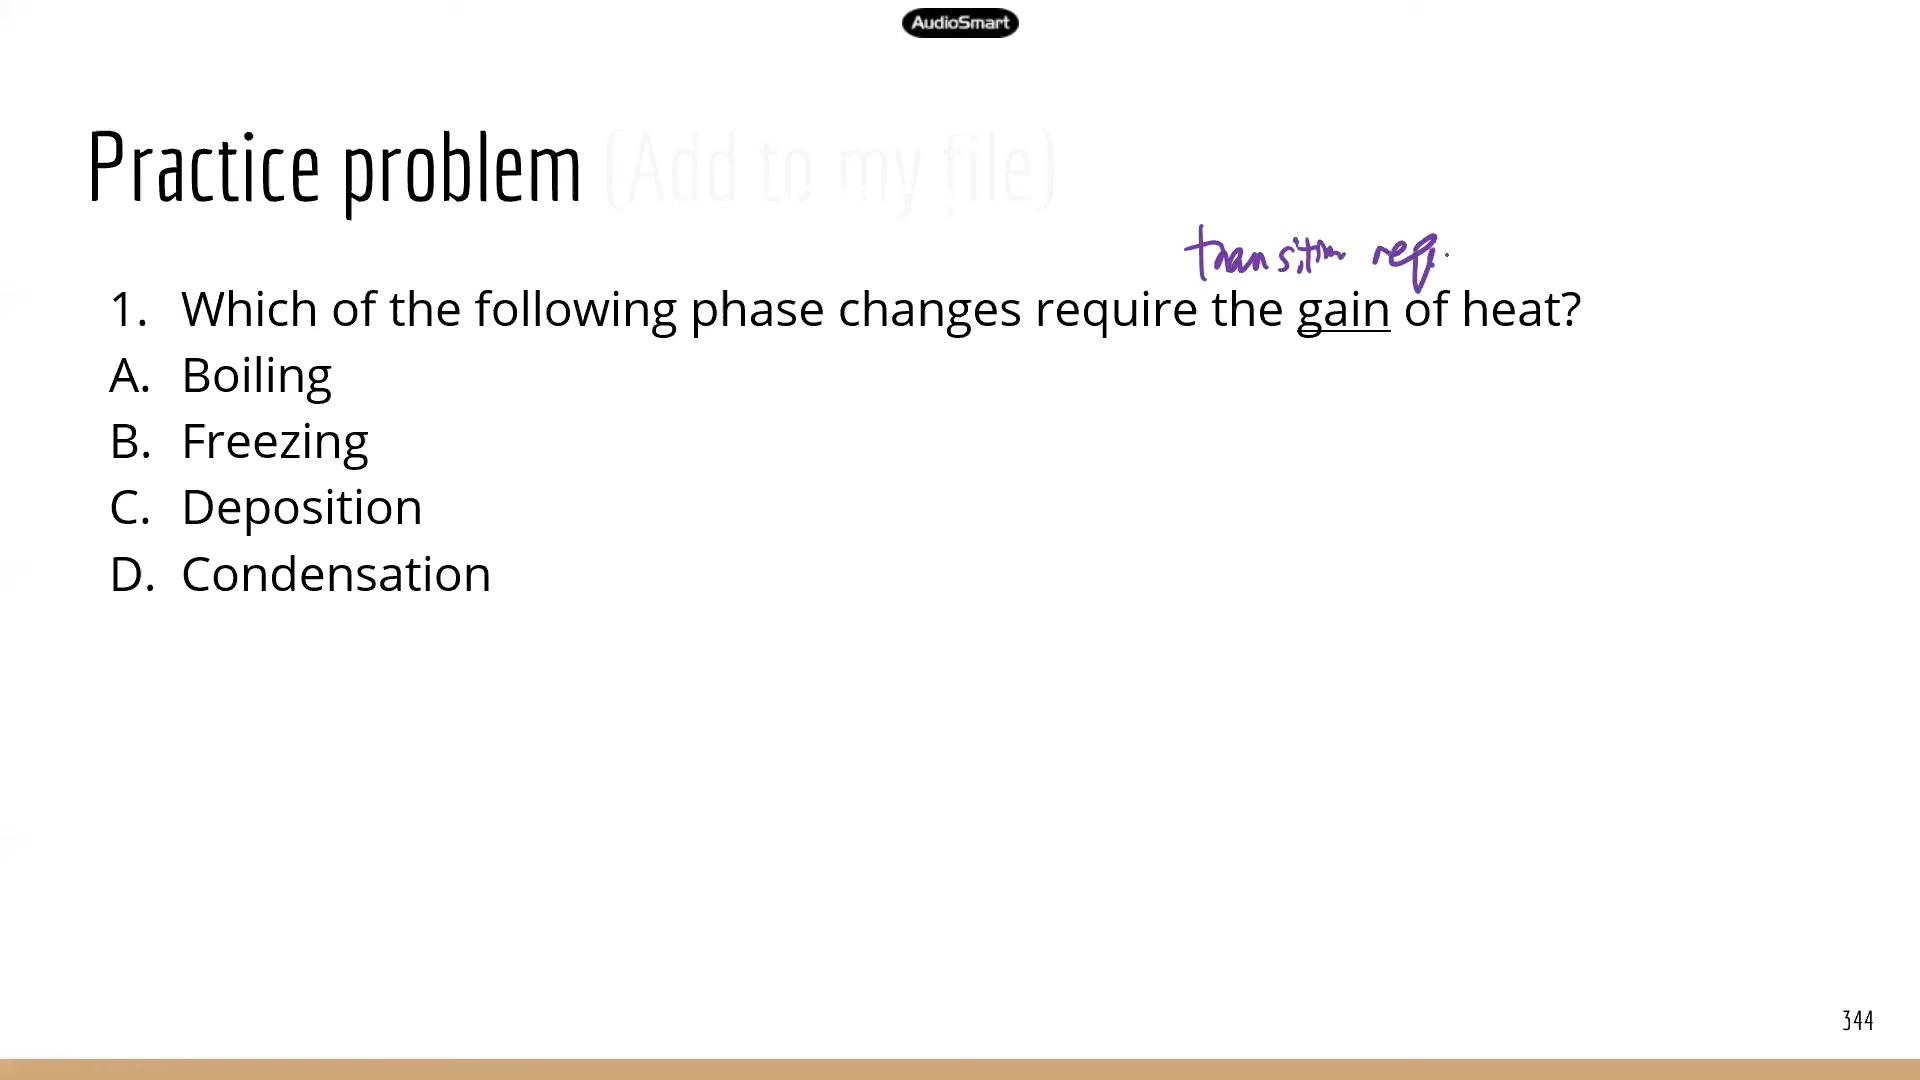 AudioSmart
Practice problem (Add to my file)
transition req.
1. Which of the following phase changes require the gain of heat?
A. Boiling
B. Freezing
C. Deposition
D. Condensation
344